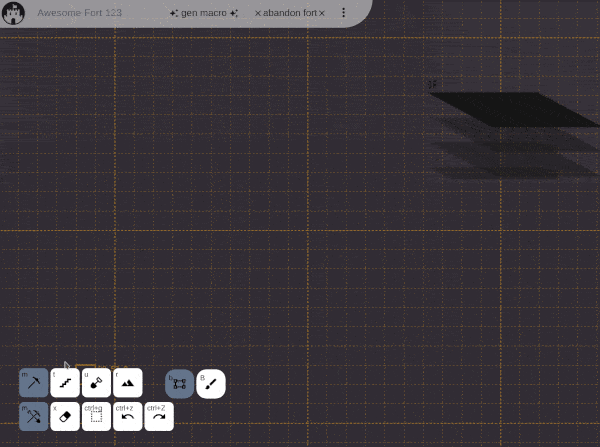 Awesome Fort 123 gen macro ×abandon fort×
m t u r b B
m x ctrl+g ctrl+z ctrl+Z